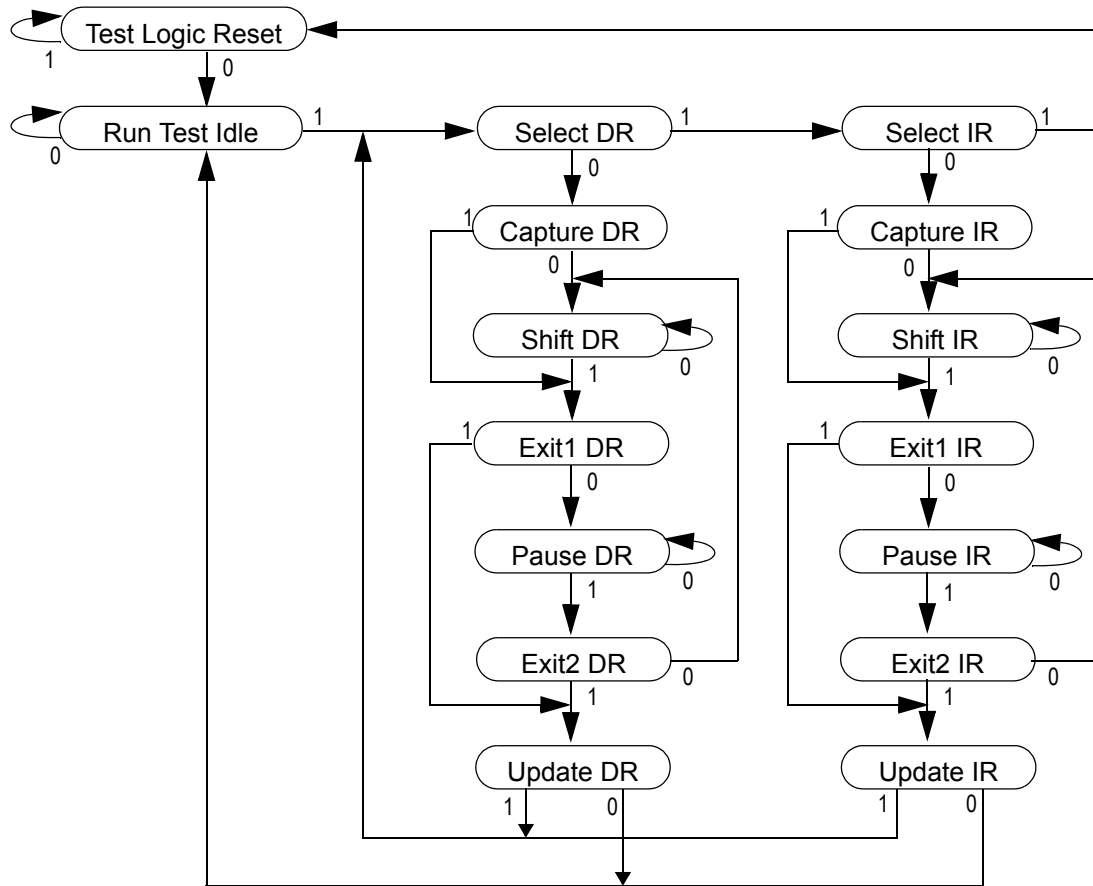 Test Logic Reset
1
0
Run Test Idle
1
Select DR
1
Select IR
1
0
0
0
1
Capture DR
1
Capture IR
0
0
Shift DR
Shift IR
0
0
1
1
1
Exit1 DR
1
Exit1 IR
0
0
Pause DR
Pause IR
0
0
1
1
Exit2 DR
Exit2 IR
0
0
1
1
Update DR
Update IR
1
0
1
0